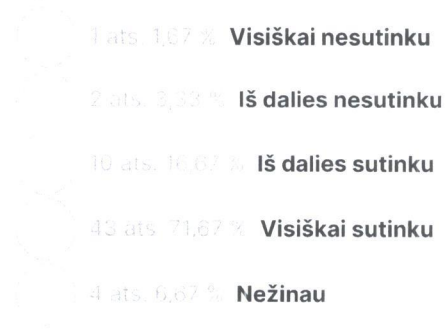 1 ats. 1,67 % Visiškai nesutinku
2 ats. 3,33 % Iš dalies nesutinku
10 ats. 16,67 % Iš dalies sutinku
43 ats. 71,67 % Visiškai sutinku
4 ats. 6,67 % Nežinau